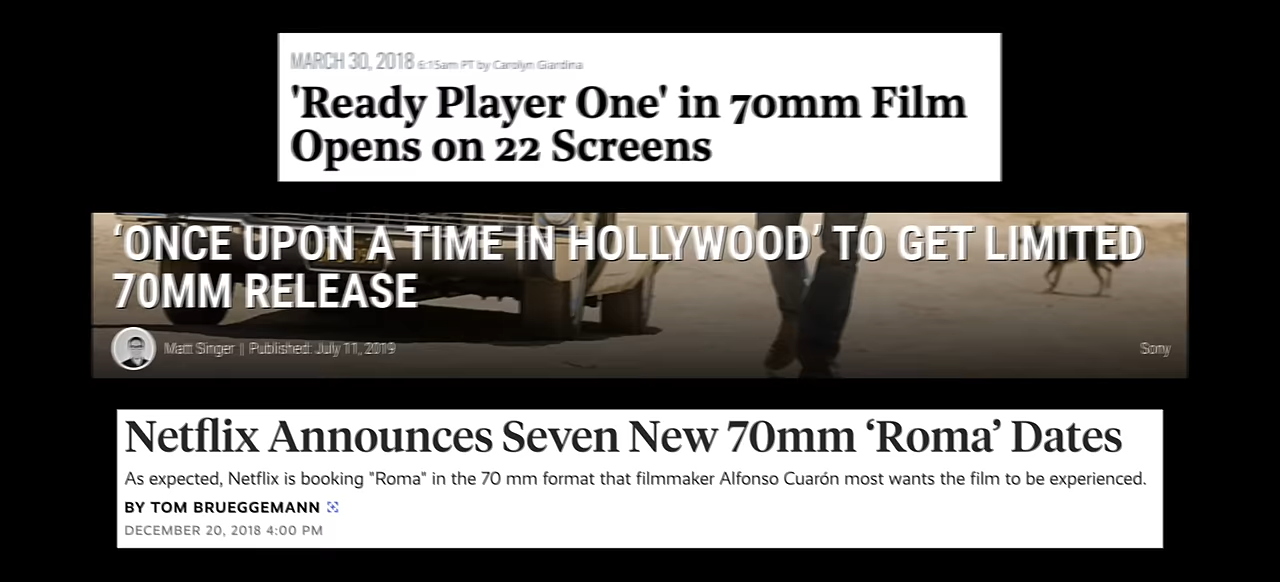 MARCH 30, 2018 6:15am PT by Carolyn Giardina
'Ready Player One' in 70mm Film
Opens on 22 Screens
‘ONCE UPON A TIME IN HOLLYWOOD’ TO GET LIMITED
70MM RELEASE
Matt Singer | Published: July 11, 2019
Sony
Netflix Announces Seven New 70mm ‘Roma’ Dates
As expected, Netflix is booking "Roma" in the 70 mm format that filmmaker Alfonso Cuarón most wants the film to be experienced.
BY TOM BRUEGGEMANN
DECEMBER 20, 2018 4:00 PM